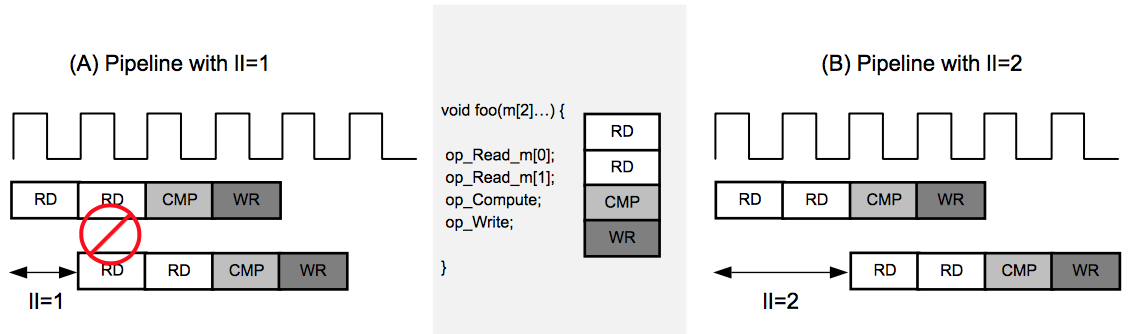 (A) Pipeline with II=1
RD RD CMP WR
RD RD CMP WR
II=1
void foo(m[2]...) {
op_Read_m[0];
op_Read_m[1];
op_Compute;
op_Write;
}
RD
RD
CMP
WR
(B) Pipeline with II=2
RD RD CMP WR
RD RD CMP WR
II=2